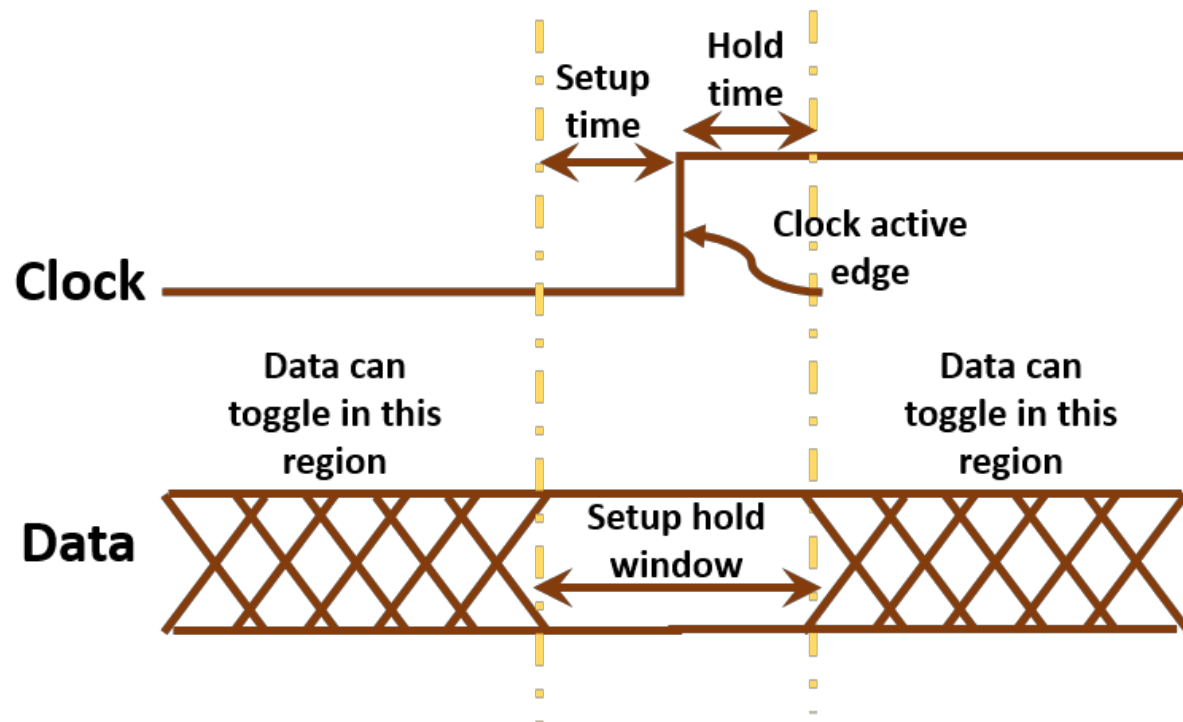 Setup
time
Hold
time
Clock active
edge
Clock
Data can
toggle in this
region
Data can
toggle in this
region
Data
Setup hold
window